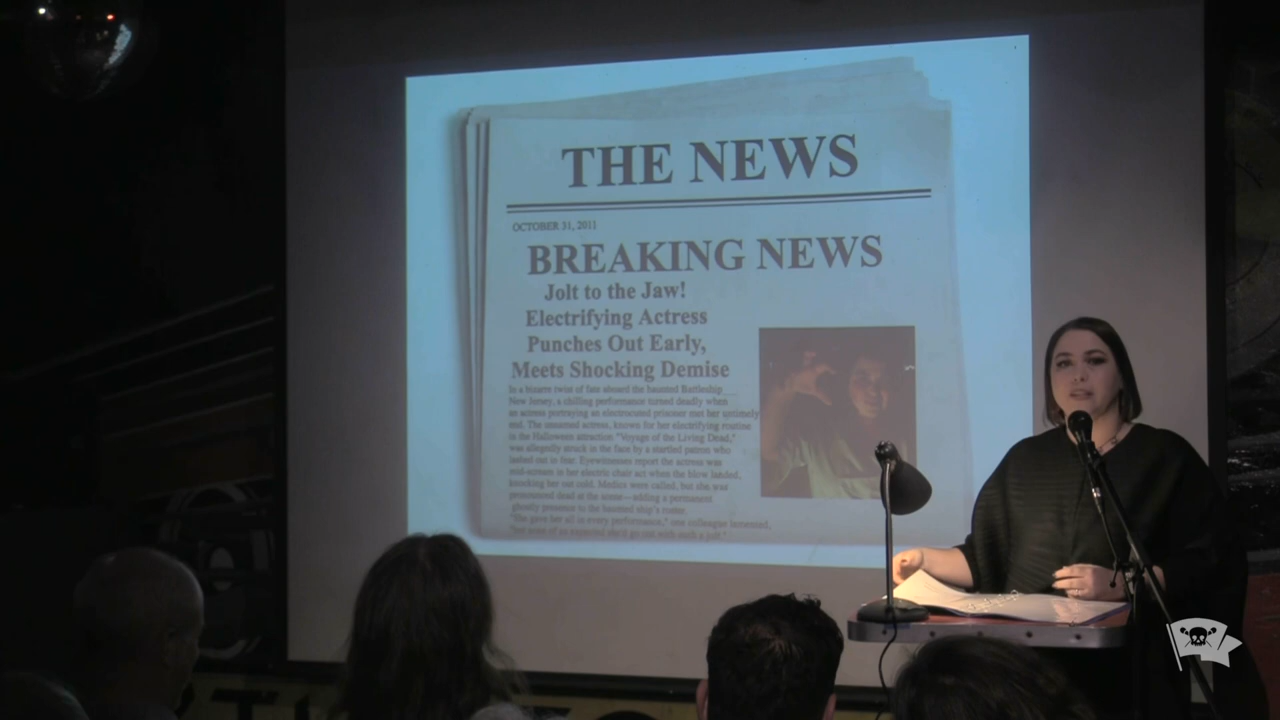 THE NEWS
OCTOBER 31, 2011
BREAKING NEWS
Jolt to the Jaw!
Electrifying Actress
Punches Out Early,
Meets Shocking Demise
In a bizarre twist of fate aboard the haunted Battleship
New Jersey, a chilling performance turned deadly when
an actress portraying an electrocuted prisoner met her untimely
end. The unnamed actress, known for her electrifying routine
in the Halloween attraction "Voyage of the Living Dead,"
was allegedly struck in the face by a startled patron who
lashed out in fear. Eyewitnesses report the actress was
mid-scream in her electric chair act when the blow landed,
knocking her out cold. Medics were called, but she was
pronounced dead at the scene—adding a permanent
ghostly presence to the haunted ship's roster.
"She gave her all in every performance," one colleague lamented,